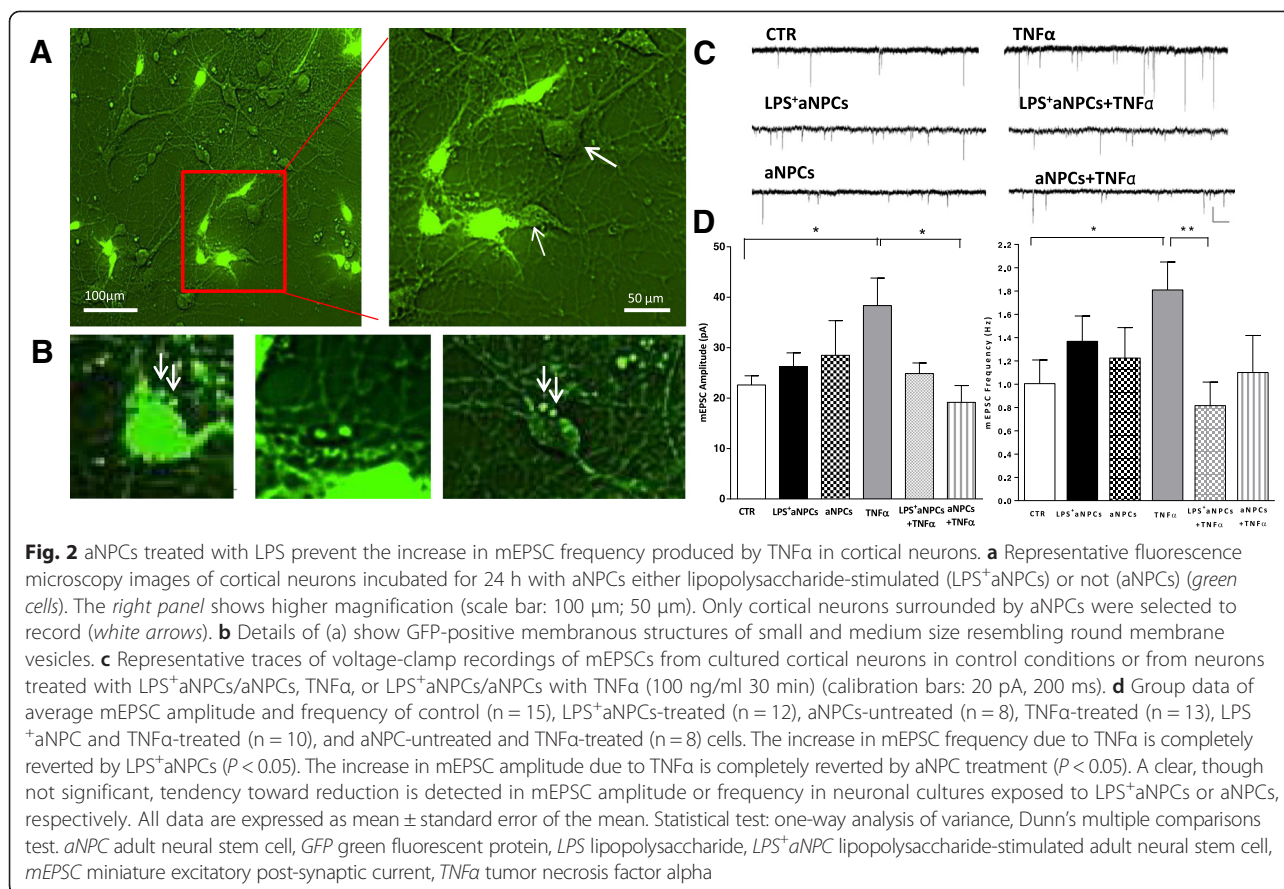 A
100µm
50 µm
B
C
CTR
TNFα
LPS⁺aNPCs
LPS⁺aNPCs+TNFα
aNPCs
aNPCs+TNFα
D
mEPSC Amplitude (pA)
50
40
30
20
10
0
*
*
CTR
LPS⁺aNPCs
aNPCs
TNFα
LPS⁺aNPCs
+TNFα
aNPCs
+TNFα
mEPSC Frequency (Hz)
2.2
2.0
1.8
1.6
1.4
1.2
1.0
0.8
0.6
0.4
0.2
0.0
*
**
CTR
LPS⁺aNPCs
aNPCs
TNFα
LPS⁺aNPCs
+TNFα
aNPCs
+TNFα
Fig. 2 aNPCs treated with LPS prevent the increase in mEPSC frequency produced by TNFα in cortical neurons. a Representative fluorescence
microscopy images of cortical neurons incubated for 24 h with aNPCs either lipopolysaccharide-stimulated (LPS⁺aNPCs) or not (aNPCs) (green
cells). The right panel shows higher magnification (scale bar: 100 μm; 50 μm). Only cortical neurons surrounded by aNPCs were selected to
record (white arrows). b Details of (a) show GFP-positive membranous structures of small and medium size resembling round membrane
vesicles. c Representative traces of voltage-clamp recordings of mEPSCs from cultured cortical neurons in control conditions or from neurons
treated with LPS⁺aNPCs/aNPCs, TNFα, or LPS⁺aNPCs/aNPCs with TNFα (100 ng/ml 30 min) (calibration bars: 20 pA, 200 ms). d Group data of
average mEPSC amplitude and frequency of control (n = 15), LPS⁺aNPCs-treated (n = 12), aNPCs-untreated (n = 8), TNFα-treated (n = 13), LPS
⁺aNPC and TNFα-treated (n = 10), and aNPC-untreated and TNFα-treated (n = 8) cells. The increase in mEPSC frequency due to TNFα is completely
reverted by LPS⁺aNPCs (P < 0.05). The increase in mEPSC amplitude due to TNFα is completely reverted by aNPC treatment (P < 0.05). A clear, though
not significant, tendency toward reduction is detected in mEPSC amplitude or frequency in neuronal cultures exposed to LPS⁺aNPCs or aNPCs,
respectively. All data are expressed as mean ± standard error of the mean. Statistical test: one-way analysis of variance, Dunn's multiple comparisons
test. aNPC adult neural stem cell, GFP green fluorescent protein, LPS lipopolysaccharide, LPS⁺aNPC lipopolysaccharide-stimulated adult neural stem cell,
mEPSC miniature excitatory post-synaptic current, TNFα tumor necrosis factor alpha